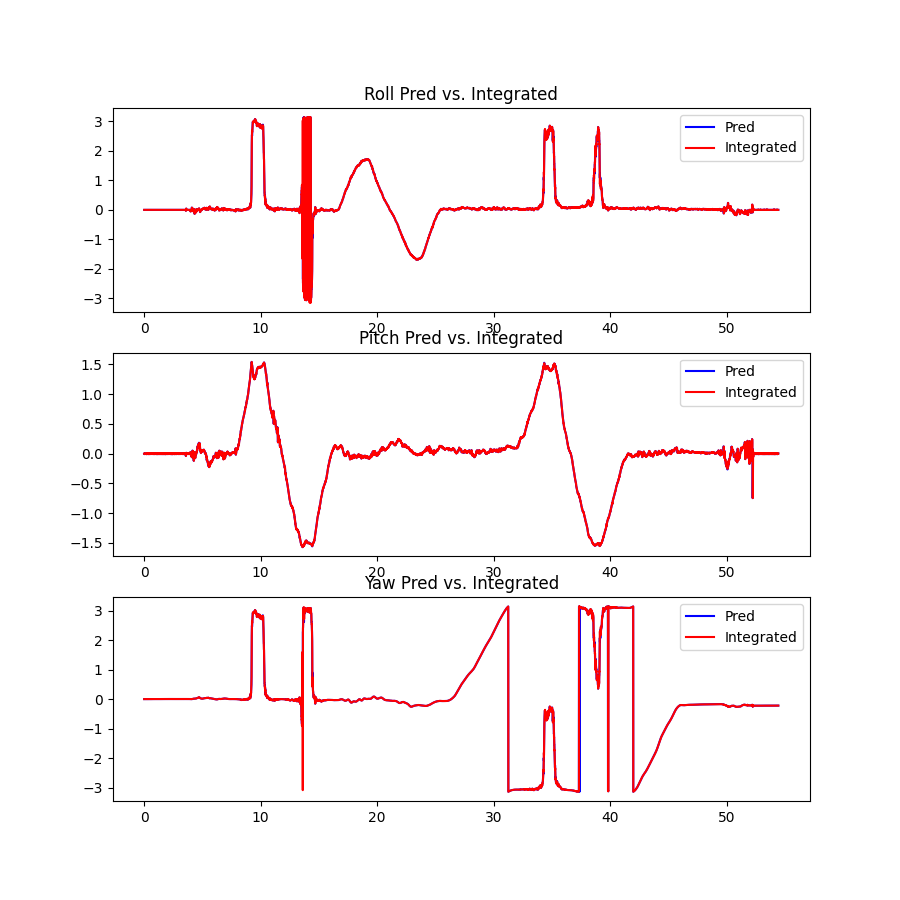 Roll Pred vs. Integrated
3
2
1
0
−1
−2
−3
Pred
Integrated
0 10 20 30 40 50
Pitch Pred vs. Integrated
1.5
1.0
0.5
0.0
−0.5
−1.0
−1.5
Pred
Integrated
0 10 20 30 40 50
Yaw Pred vs. Integrated
3
2
1
0
−1
−2
−3
Pred
Integrated
0 10 20 30 40 50